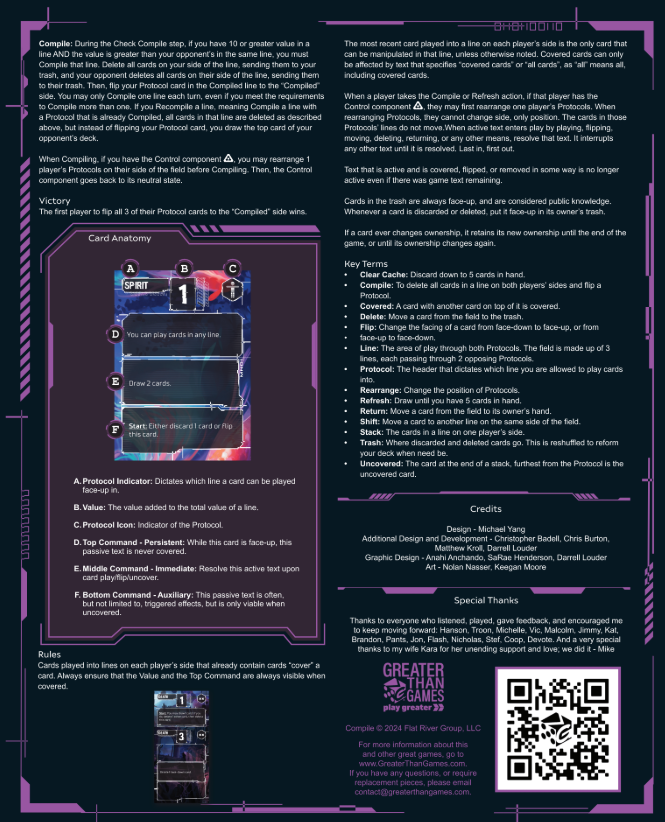 Compile: During the Check Compile step, if you have 10 or greater value in a
line AND the value is greater than your opponent's in the same line, you must
Compile that line. Delete all cards on your side of the line, sending them to your
trash, and your opponent deletes all cards on their side of the line, sending them
to their trash. Then, flip your Protocol card in the Compiled line to the “Compiled”
side. You may only Compile one line each turn, even if you meet the requirements
to Compile more than one. If you Recompile a line, meaning Compile a line with
a Protocol that is already Compiled, all cards in that line are deleted as described
above, but instead of flipping your Protocol card, you draw the top card of your
opponent's deck.
When Compiling, if you have the Control component, you may rearrange 1
player's Protocols on their side of the field before Compiling. Then, the Control
component goes back to its neutral state.
Victory
The first player to flip all 3 of their Protocol cards to the “Compiled” side wins.
Card Anatomy
A B C
SPIRIT 1
D You can play cards in any line.
E Draw 2 cards.
F Start: Either discard 1 card or flip
this card.
A. Protocol Indicator: Dictates which line a card can be played
face-up in.
B. Value: The value added to the total value of a line.
C. Protocol Icon: Indicator of the Protocol.
D. Top Command - Persistent: While this card is face-up, this
passive text is never covered.
E. Middle Command - Immediate: Resolve this active text upon
card play/flip/uncover.
F. Bottom Command - Auxiliary: This passive text is often,
but not limited to, triggered effects, but is only viable when
uncovered.
Rules
Cards played into lines on each player's side that already contain cards “cover” a
card. Always ensure that the Value and the Top Command are always visible when
covered.
1
3
The most recent card played into a line on each player's side is the only card that
can be manipulated in that line, unless otherwise noted. Covered cards can only
be affected by text that specifies “covered cards” or “all cards”, as “all” means all,
including covered cards.
When a player takes the Compile or Refresh action, if that player has the
Control component, they may first rearrange one player's Protocols. When
rearranging Protocols, they cannot change side, only position. The cards in those
Protocols' lines do not move.When active text enters play by playing, flipping,
moving, deleting, returning, or any other means, resolve that text. It interrupts
any other text until it is resolved. Last in, first out.
Text that is active and is covered, flipped, or removed in some way is no longer
active even if there was game text remaining.
Cards in the trash are always face-up, and are considered public knowledge.
Whenever a card is discarded or deleted, put it face-up in its owner's trash.
If a card ever changes ownership, it retains its new ownership until the end of the
game, or until its ownership changes again.
Key Terms
• Clear Cache: Discard down to 5 cards in hand.
• Compile: To delete all cards in a line on both players' sides and flip a
Protocol.
• Covered: A card with another card on top of it is covered.
• Delete: Move a card from the field to the trash.
• Flip: Change the facing of a card from face-down to face-up, or from
• face-up to face-down.
• Line: The area of play through both Protocols. The field is made up of 3
lines, each passing through 2 opposing Protocols.
• Protocol: The header that dictates which line you are allowed to play cards
into.
• Rearrange: Change the position of Protocols.
• Refresh: Draw until you have 5 cards in hand.
• Return: Move a card from the field to its owner's hand.
• Shift: Move a card to another line on the same side of the field.
• Stack: The cards in a line on one player's side.
• Trash: Where discarded and deleted cards go. This is reshuffled to reform
your deck when need be.
• Uncovered: The card at the end of a stack, furthest from the Protocol is the
uncovered card.
Credits
Design - Michael Yang
Additional Design and Development - Christopher Badell, Chris Burton,
Matthew Kroll, Darrell Louder
Graphic Design - Anahi Anchando, SaRae Henderson, Darrell Louder
Art - Nolan Nasser, Keegan Moore
Special Thanks
Thanks to everyone who listened, played, gave feedback, and encouraged me
to keep moving forward: Hanson, Troon, Michelle, Vic, Malcolm, Jimmy, Kat,
Brandon, Pants, Jon, Flash, Nicholas, Stef, Coop, Devote. And a very special
thanks to my wife Kara for her unending support and love; we did it - Mike
GREATER
THAN
GAMES
play greater
Compile © 2024 Flat River Group, LLC
For more information about this
and other great games, go to
www.GreaterThanGames.com.
If you have any questions, or require
replacement pieces, please email
contact@greaterthangames.com.